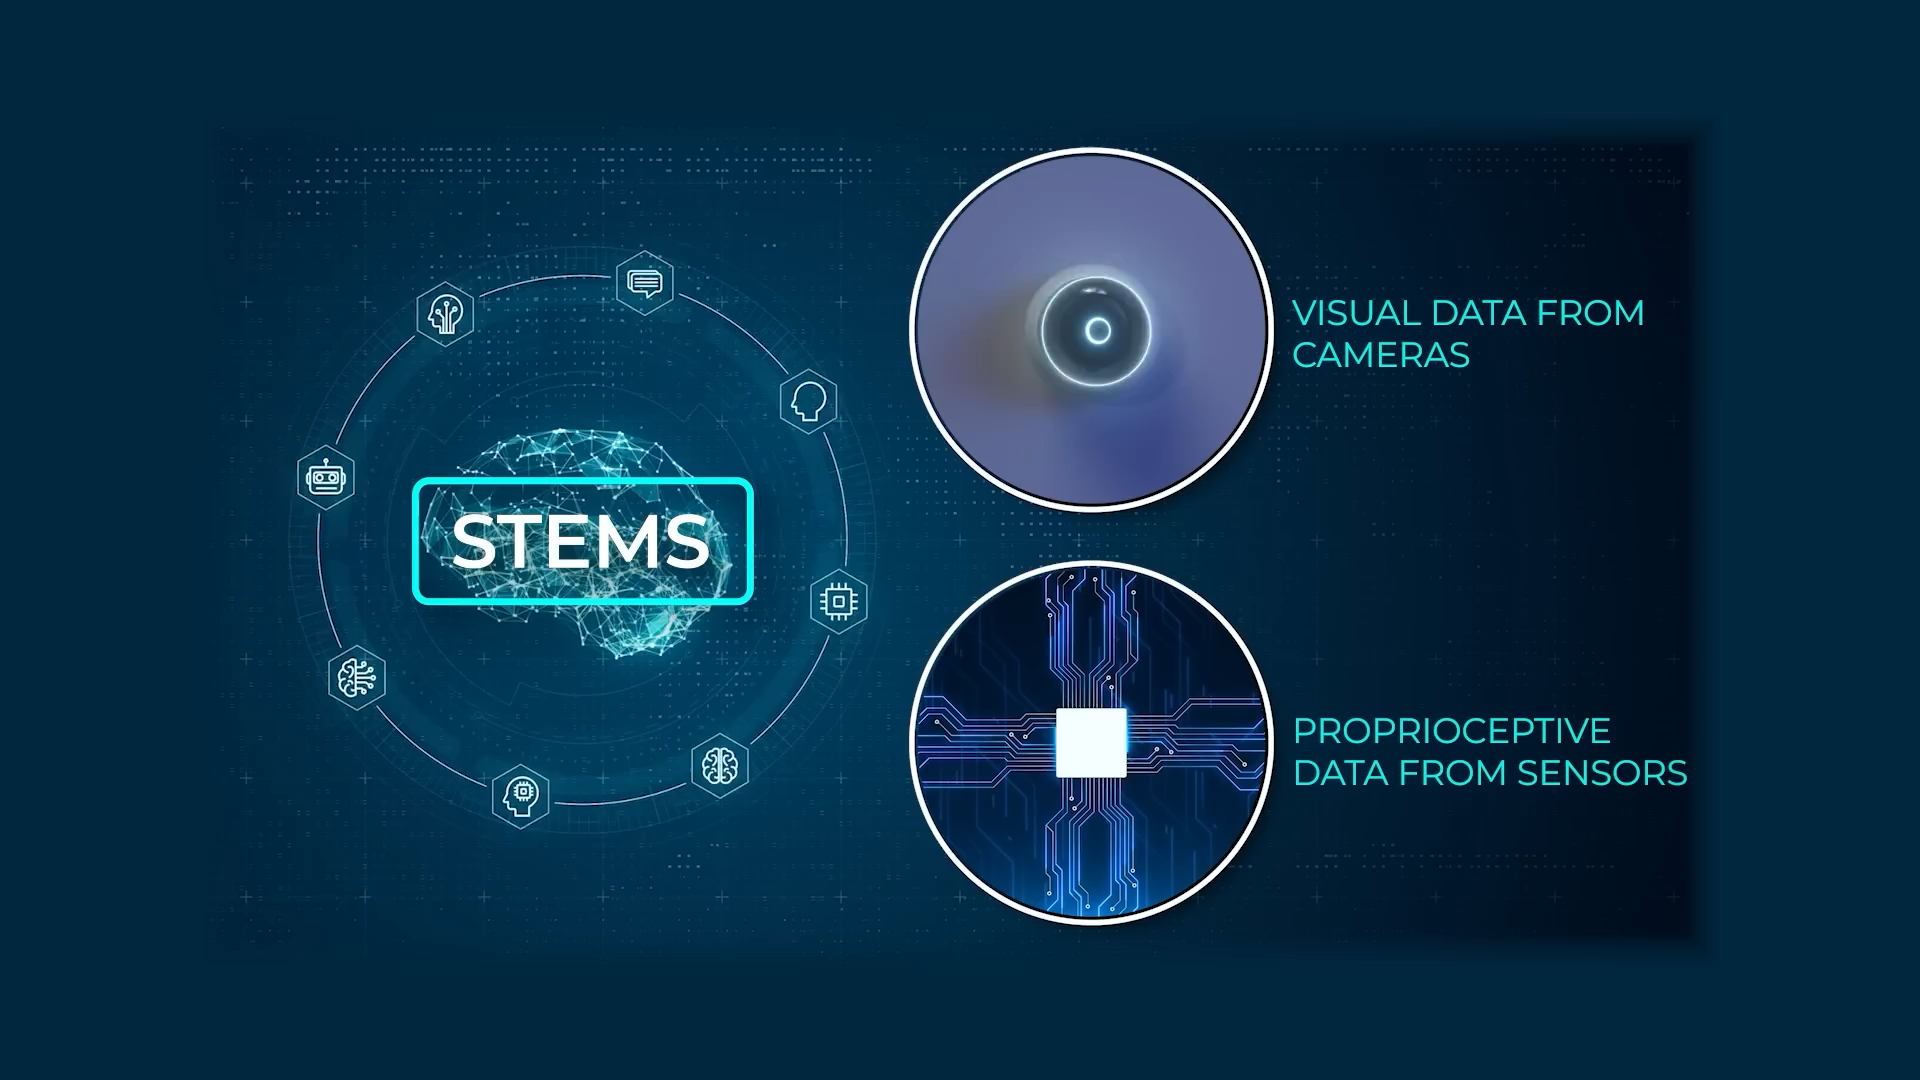 STEMS
VISUAL DATA FROM
CAMERAS
PROPRIOCEPTIVE
DATA FROM SENSORS